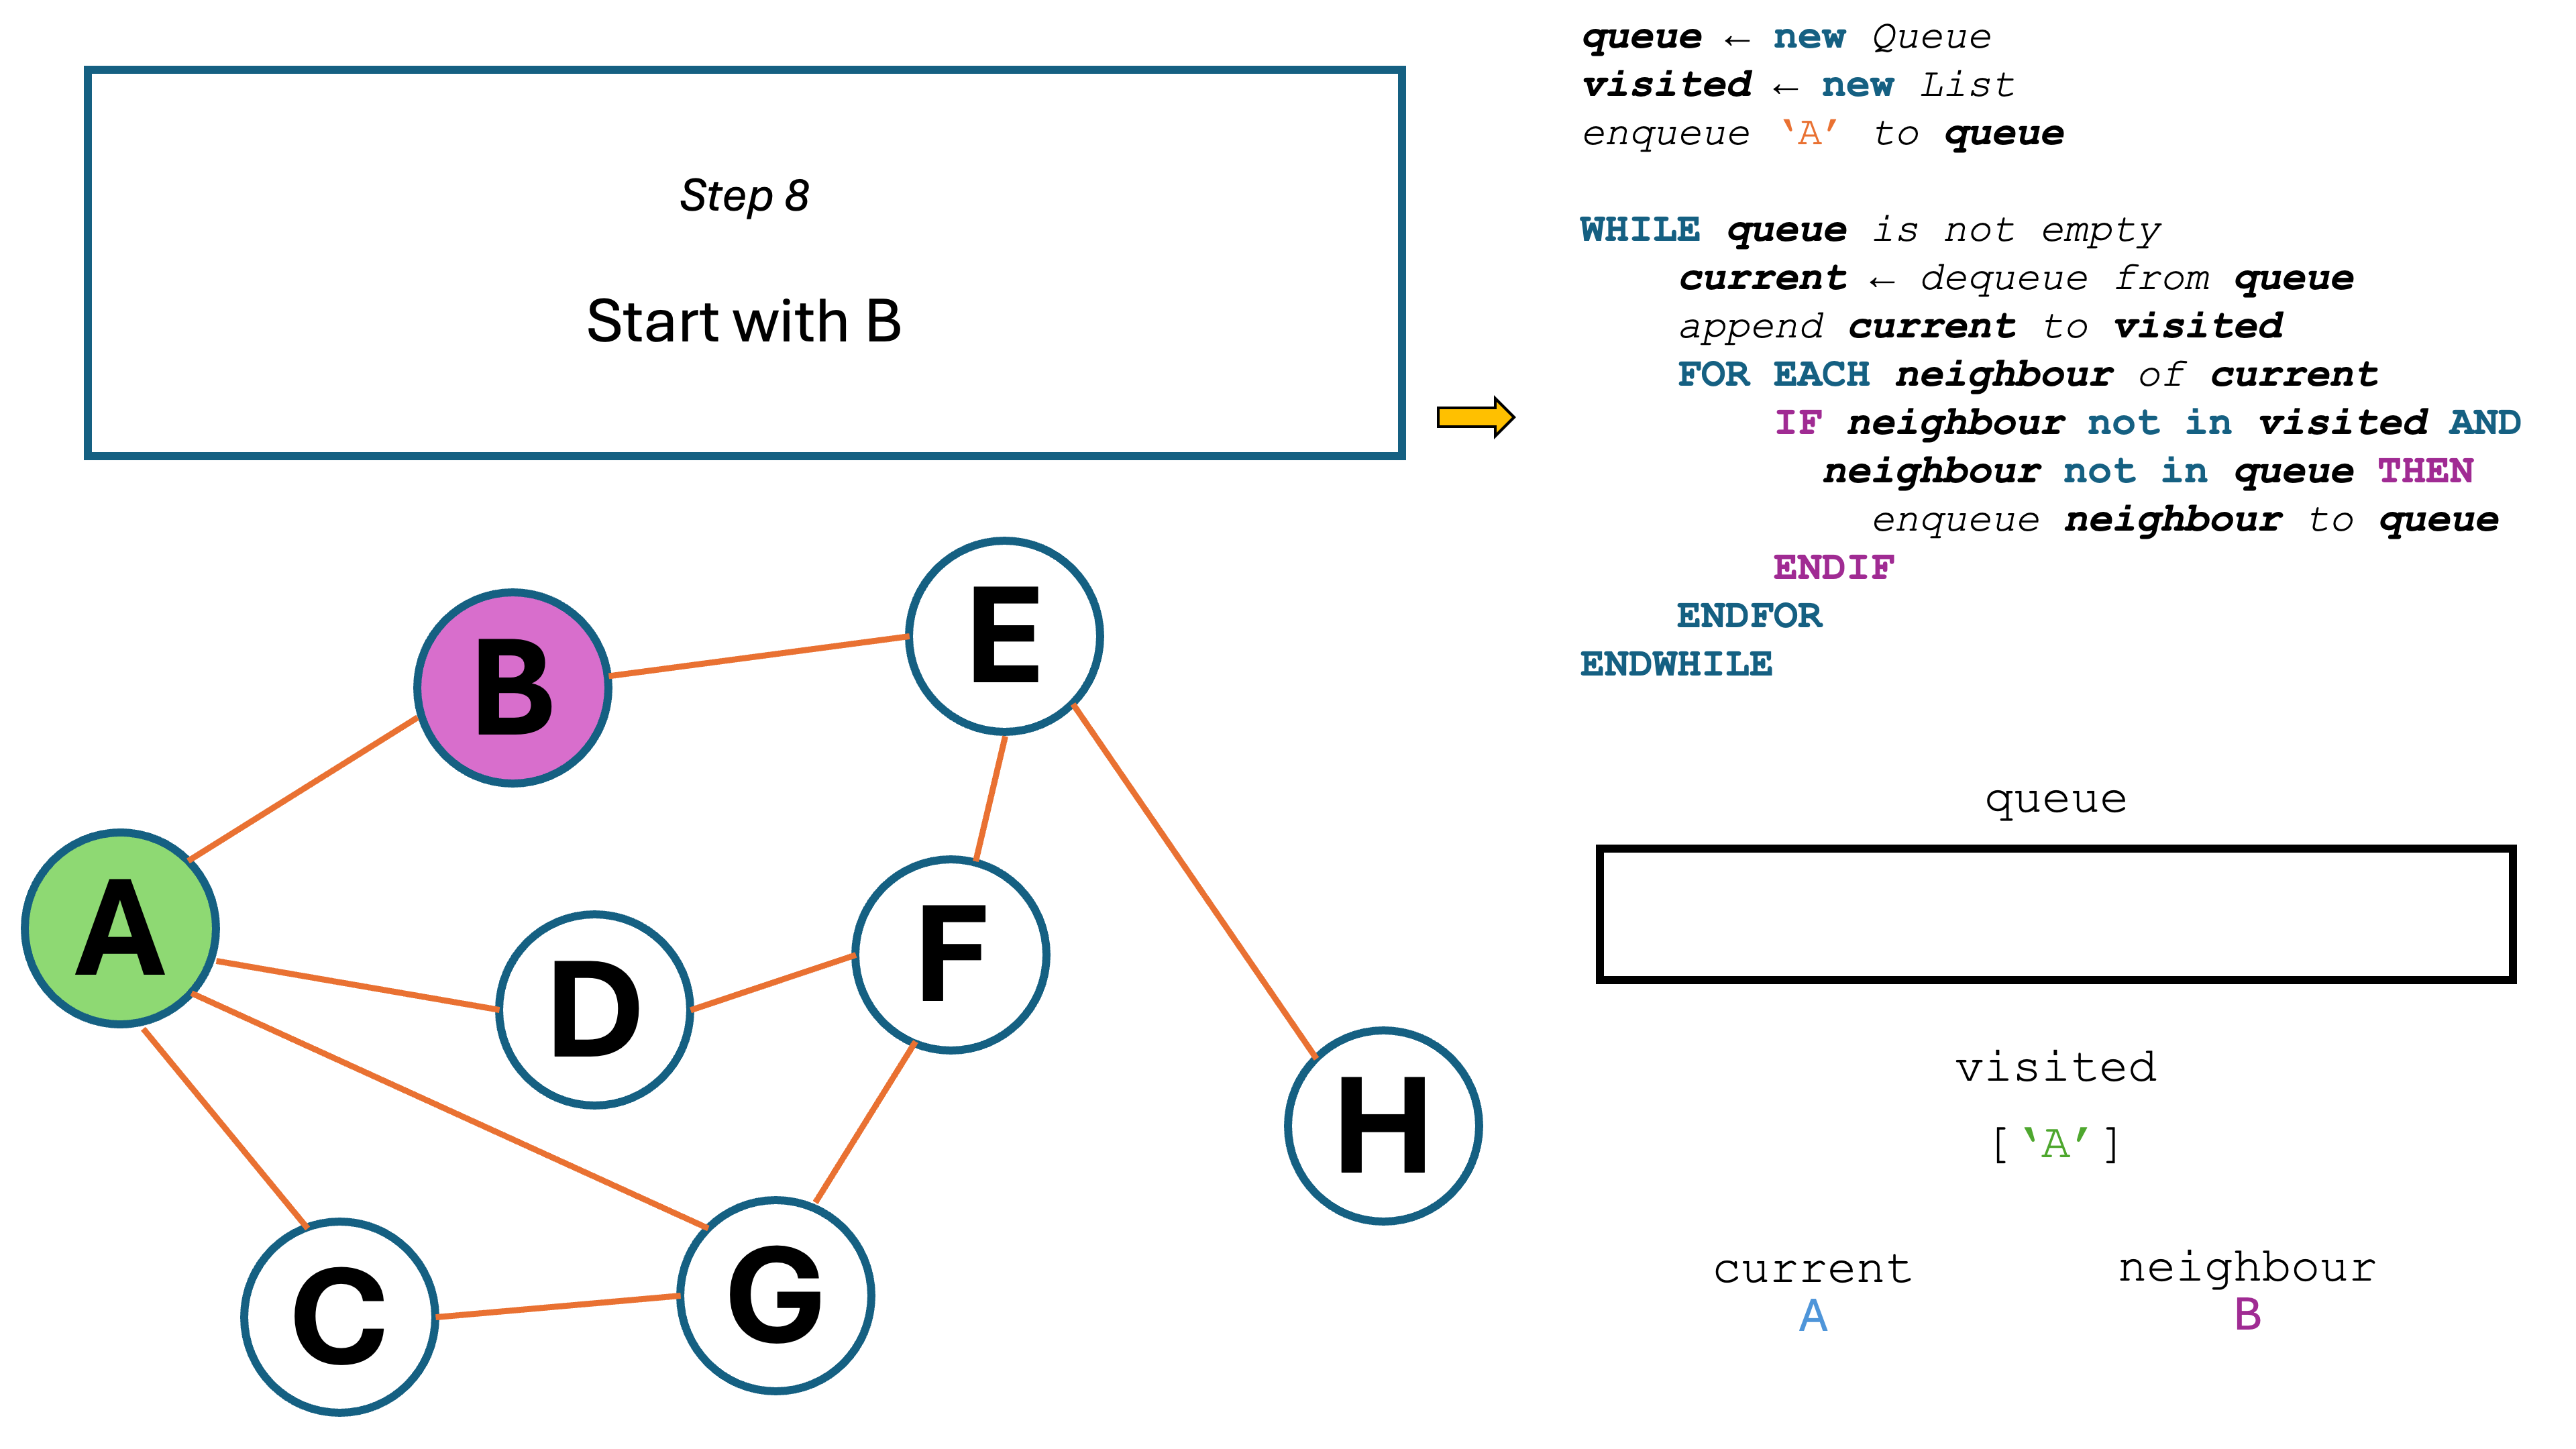 Step 8
Start with B
queue ← new Queue
visited ← new List
enqueue ‘A’ to queue
WHILE queue is not empty
current ← dequeue from queue
append current to visited
FOR EACH neighbour of current
IF neighbour not in visited AND
neighbour not in queue THEN
enqueue neighbour to queue
ENDIF
ENDFOR
ENDWHILE
E
B
A
F
D
H
C
G
queue
visited
[‘A’]
current
A
neighbour
B